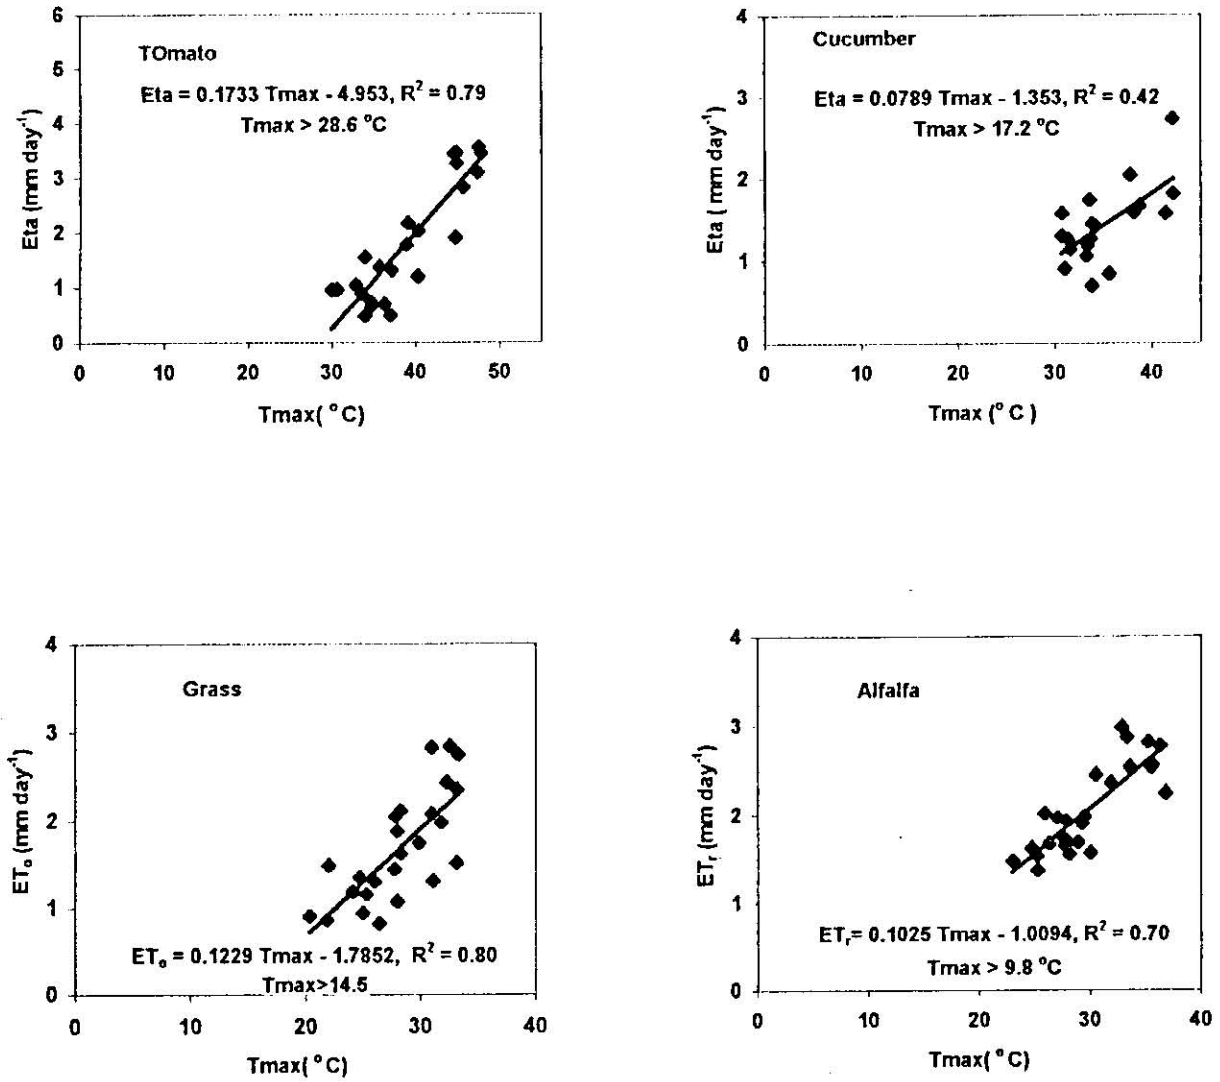 TOmato
Eta = 0.1733 Tmax - 4.953, R² = 0.79
Tmax > 28.6 °C
6
5
4
3
2
1
0
Eta (mm day⁻¹)
0 10 20 30 40 50
Tmax( °C)
Cucumber
Eta = 0.0789 Tmax - 1.353, R² = 0.42
Tmax > 17.2 °C
4
3
2
1
0
Eta ( mm day⁻¹)
0 10 20 30 40
Tmax (°C )
Grass
4
3
2
1
0
ETₒ (mm day⁻¹)
ETₒ = 0.1229 Tmax - 1.7852, R² = 0.80
Tmax>14.5
0 10 20 30 40
Tmax( °C)
Alfalfa
4
3
2
1
0
ETᵣ (mm day⁻¹)
ETᵣ= 0.1025 Tmax - 1.0094, R² = 0.70
Tmax > 9.8 °C
0 10 20 30 40
Tmax( °C)